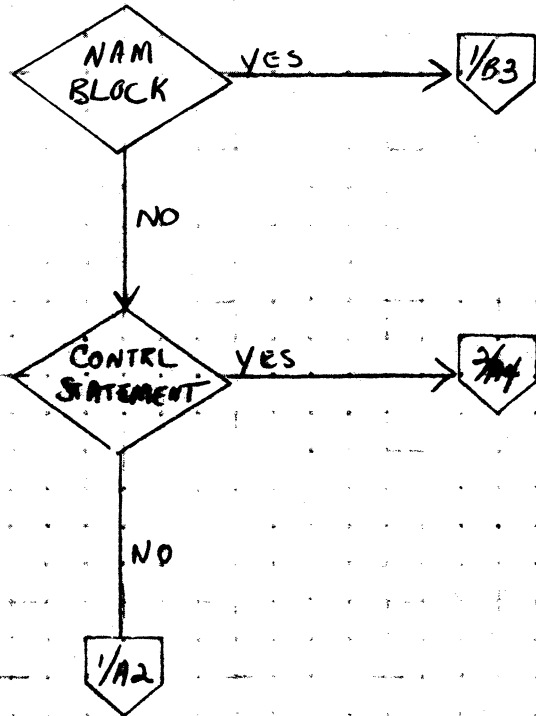 NAM
BLOCK
YES
1/B3
NO
CONTRL
STATEMENT
YES
NO
1/A2